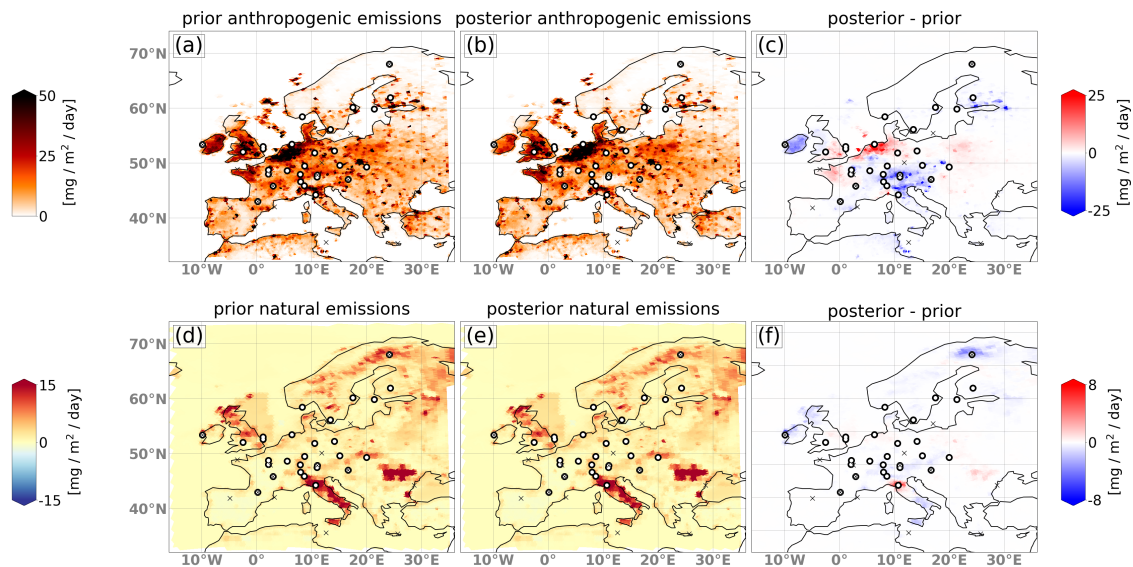 prior anthropogenic emissions
posterior anthropogenic emissions
posterior - prior
(a)
(b)
(c)
70°N
60°N
50°N
40°N
10°W 0° 10°E 20°E 30°E
10°W 0° 10°E 20°E 30°E
10°W 0° 10°E 20°E 30°E
50
25
0
[mg / m² / day]
25
0
-25
[mg / m² / day]
prior natural emissions
posterior natural emissions
posterior - prior
(d)
(e)
(f)
70°N
60°N
50°N
40°N
10°W 0° 10°E 20°E 30°E
10°W 0° 10°E 20°E 30°E
10°W 0° 10°E 20°E 30°E
15
0
-15
[mg / m² / day]
8
0
-8
[mg / m² / day]